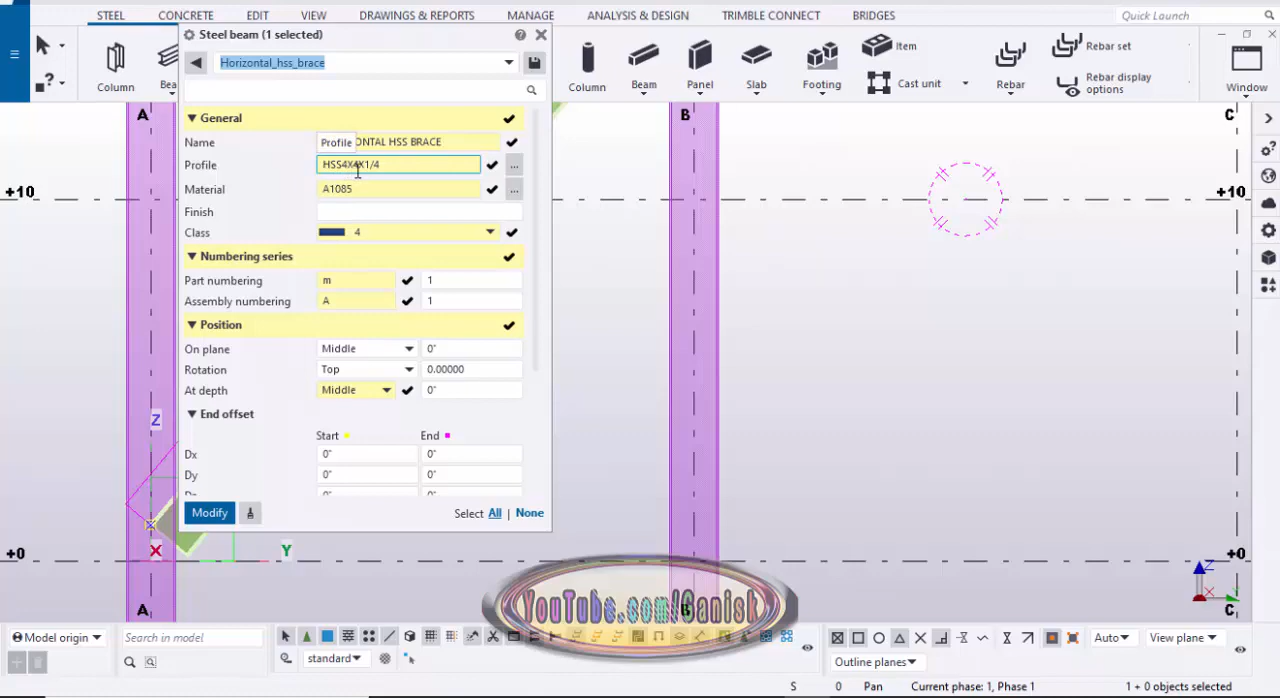 STEEL CONCRETE EDIT VIEW DRAWINGS & REPORTS MANAGE ANALYSIS & DESIGN TRIMBLE CONNECT BRIDGES Quick Launch
Steel beam (1 selected)
Horizontal_hss_brace
Column Bea
Column Beam Panel Slab Footing Item Cast unit Rebar Rebar set Rebar display options Window
General
Name ONTAL HSS BRACE
Profile
Profile HSS4X4X1/4 ...
Material A1085 ...
Finish
Class 4
Numbering series
Part numbering m 1
Assembly numbering A 1
Position
On plane Middle 0"
Rotation Top 0.00000
At depth Middle 0"
End offset
Start End
Dx 0" 0"
Dy 0" 0"
Modify Select All | None
A B C
+10 +10
Z
X Y
+0 +0
A B C
Z X
YouTube.com/Ganisk
Model origin Search in model
standard
Auto View plane
Outline planes
S 0 Pan Current phase: 1, Phase 1 1 + 0 objects selected